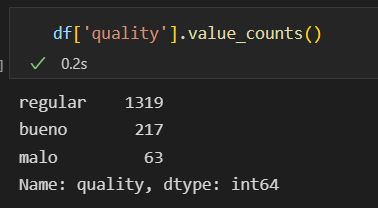 df['quality'].value_counts()
✓ 0.2s
]
regular 1319
bueno 217
malo 63
Name: quality, dtype: int64